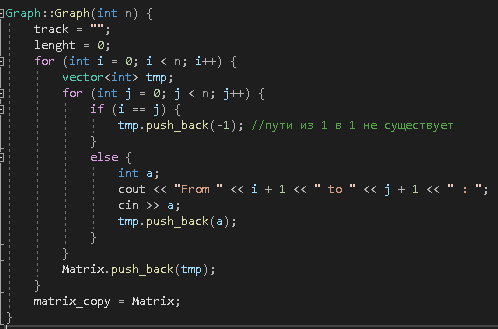 Graph::Graph(int n) {
track = "";
lenght = 0;
for (int i = 0; i < n; i++) {
vector<int> tmp;
for (int j = 0; j < n; j++) {
if (i == j) {
tmp.push_back(-1); //пути из 1 в 1 не существует
}
else {
int a;
cout << "From " << i + 1 << " to " << j + 1 << " : ";
cin >> a;
tmp.push_back(a);
}
}
Matrix.push_back(tmp);
}
matrix_copy = Matrix;
}